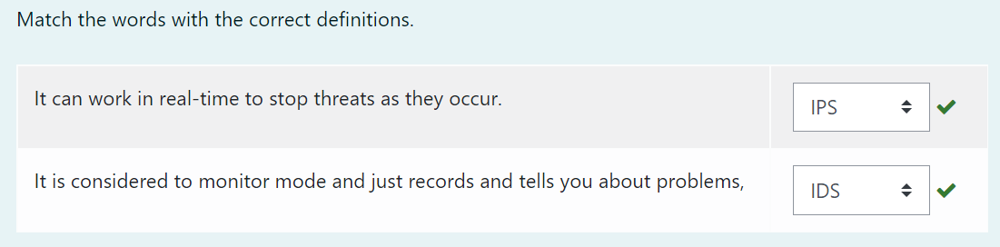 Match the words with the correct definitions.
It can work in real-time to stop threats as they occur.
IPS
It is considered to monitor mode and just records and tells you about problems,
IDS